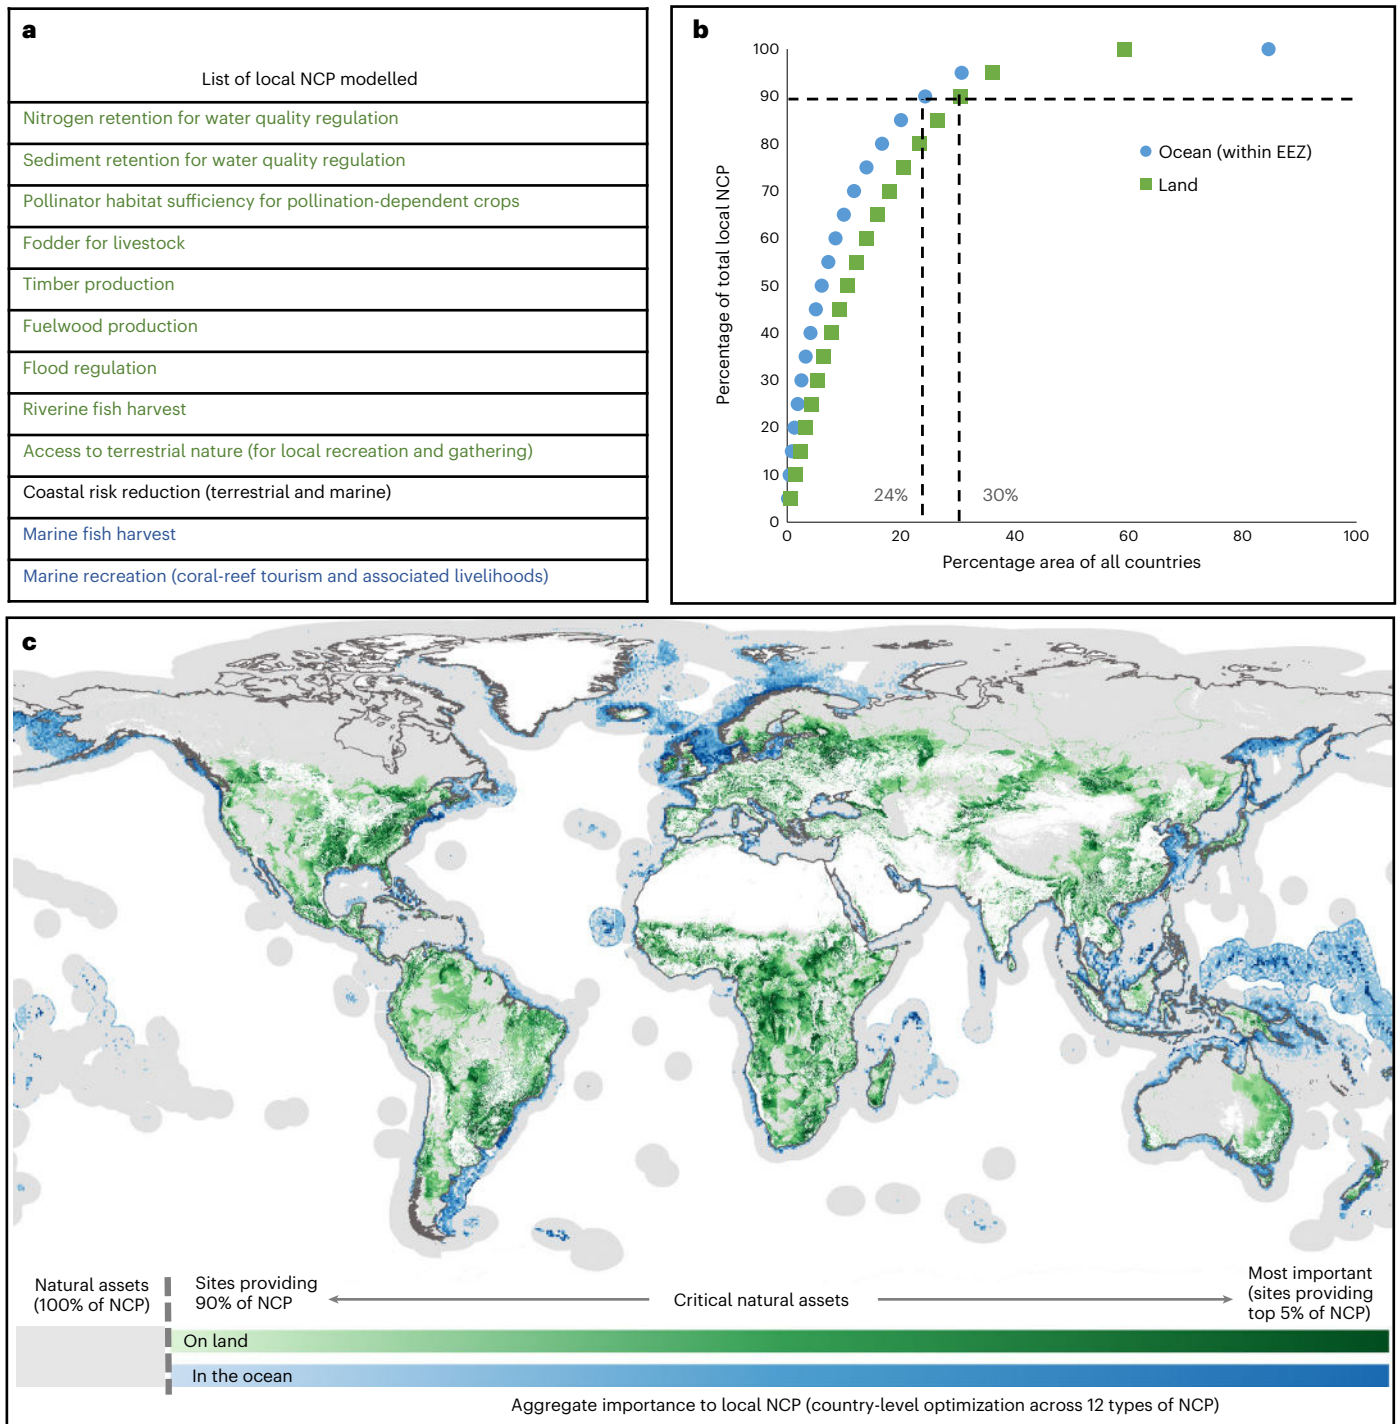 a
List of local NCP modelled
Nitrogen retention for water quality regulation
Sediment retention for water quality regulation
Pollinator habitat sufficiency for pollination-dependent crops
Fodder for livestock
Timber production
Fuelwood production
Flood regulation
Riverine fish harvest
Access to terrestrial nature (for local recreation and gathering)
Coastal risk reduction (terrestrial and marine)
Marine fish harvest
Marine recreation (coral-reef tourism and associated livelihoods)
b
Percentage of total local NCP
100
90
80
70
60
50
40
30
20
10
0
Ocean (within EEZ)
Land
24%
30%
0
20
40
60
80
100
Percentage area of all countries
c
Natural assets
(100% of NCP)
Sites providing
90% of NCP
Critical natural assets
Most important
(sites providing
top 5% of NCP)
On land
In the ocean
Aggregate importance to local NCP (country-level optimization across 12 types of NCP)